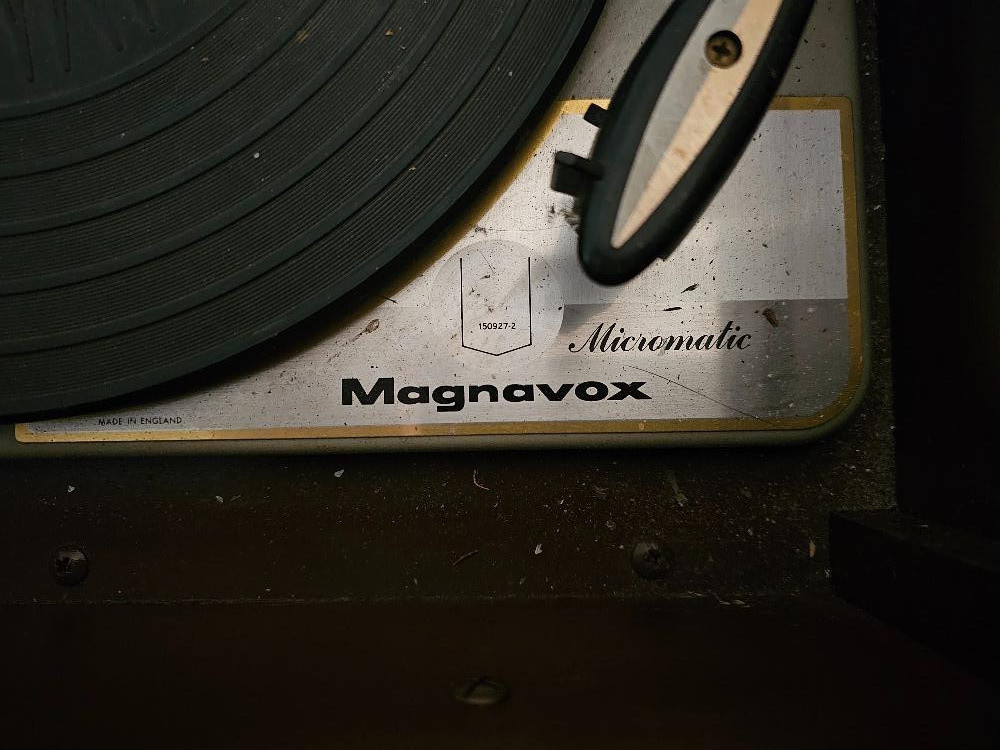 150927-2
Micromatic
Magnavox
MADE IN ENGLAND